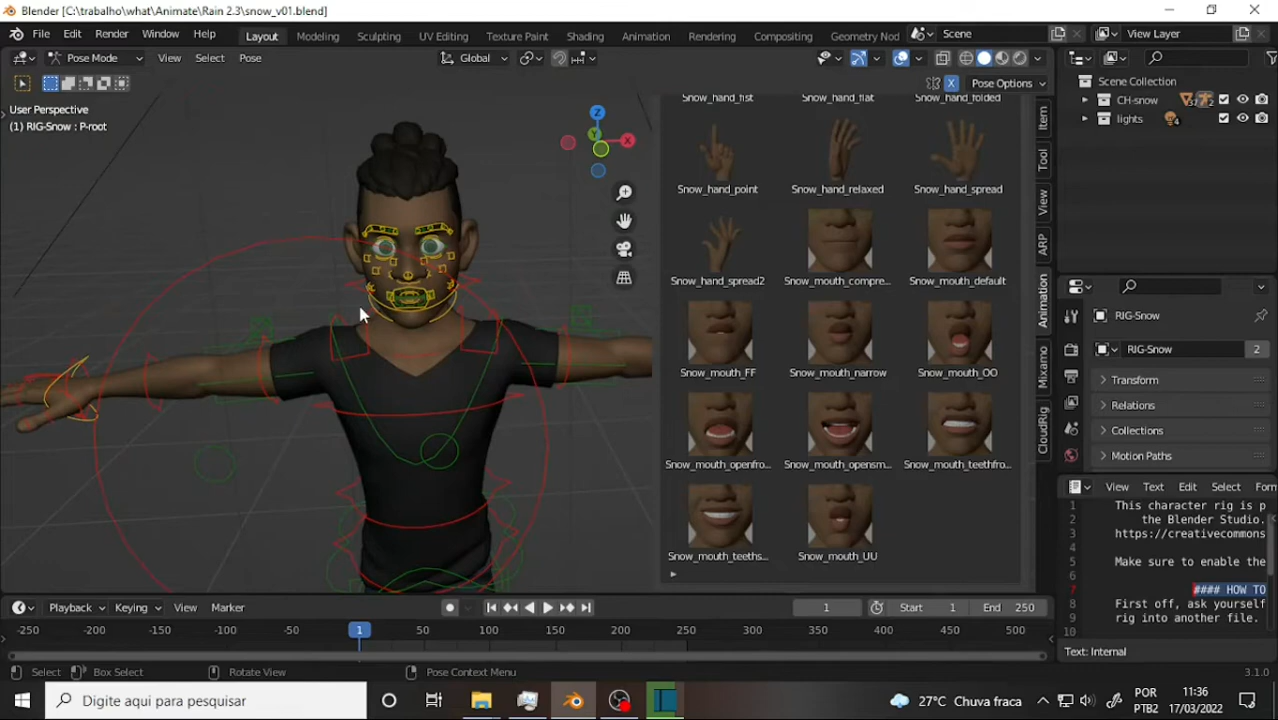 Blender [C:\trabalho\what\Animate\Rain 2.3\snow_v01.blend]
File Edit Render Window Help Layout Modeling Sculpting UV Editing Texture Paint Shading Animation Rendering Compositing Geometry Nod Scene View Layer
Pose Mode View Select Pose Global
X Pose Options
User Perspective
(1) RIG-Snow : P-root
Z
Y
X
Snow_hand_fist Snow_hand_flat Snow_hand_folded
Snow_hand_point Snow_hand_relaxed Snow_hand_spread
Snow_hand_spread2 Snow_mouth_compre... Snow_mouth_default
Snow_mouth_FF Snow_mouth_narrow Snow_mouth_OO
Snow_mouth_openfro... Snow_mouth_opensm... Snow_mouth_teethfro...
Snow_mouth_teeths... Snow_mouth_UU
Item
Tool
View
ARP
Animation
Mixamo
CloudRig
Scene Collection
CH-snow
lights 4
RIG-Snow
RIG-Snow 2
Transform
Relations
Collections
Motion Paths
View Text Edit Select Form
1 This character rig is p
2 the Blender Studio.
3 https://creativecommons
4
5 Make sure to enable the
6
7 #### HOW TO
8 First off, ask yourself
9 rig into another file.
10
Text: Internal
Playback Keying View Marker 1 Start 1 End 250
-250 -200 -150 -100 -50 1 50 100 150 200 250 300 350 400 450 500
Select Box Select Rotate View Pose Context Menu 3.1.0
Digite aqui para pesquisar
27°C Chuva fraca
POR
PTB2
11:36
17/03/2022